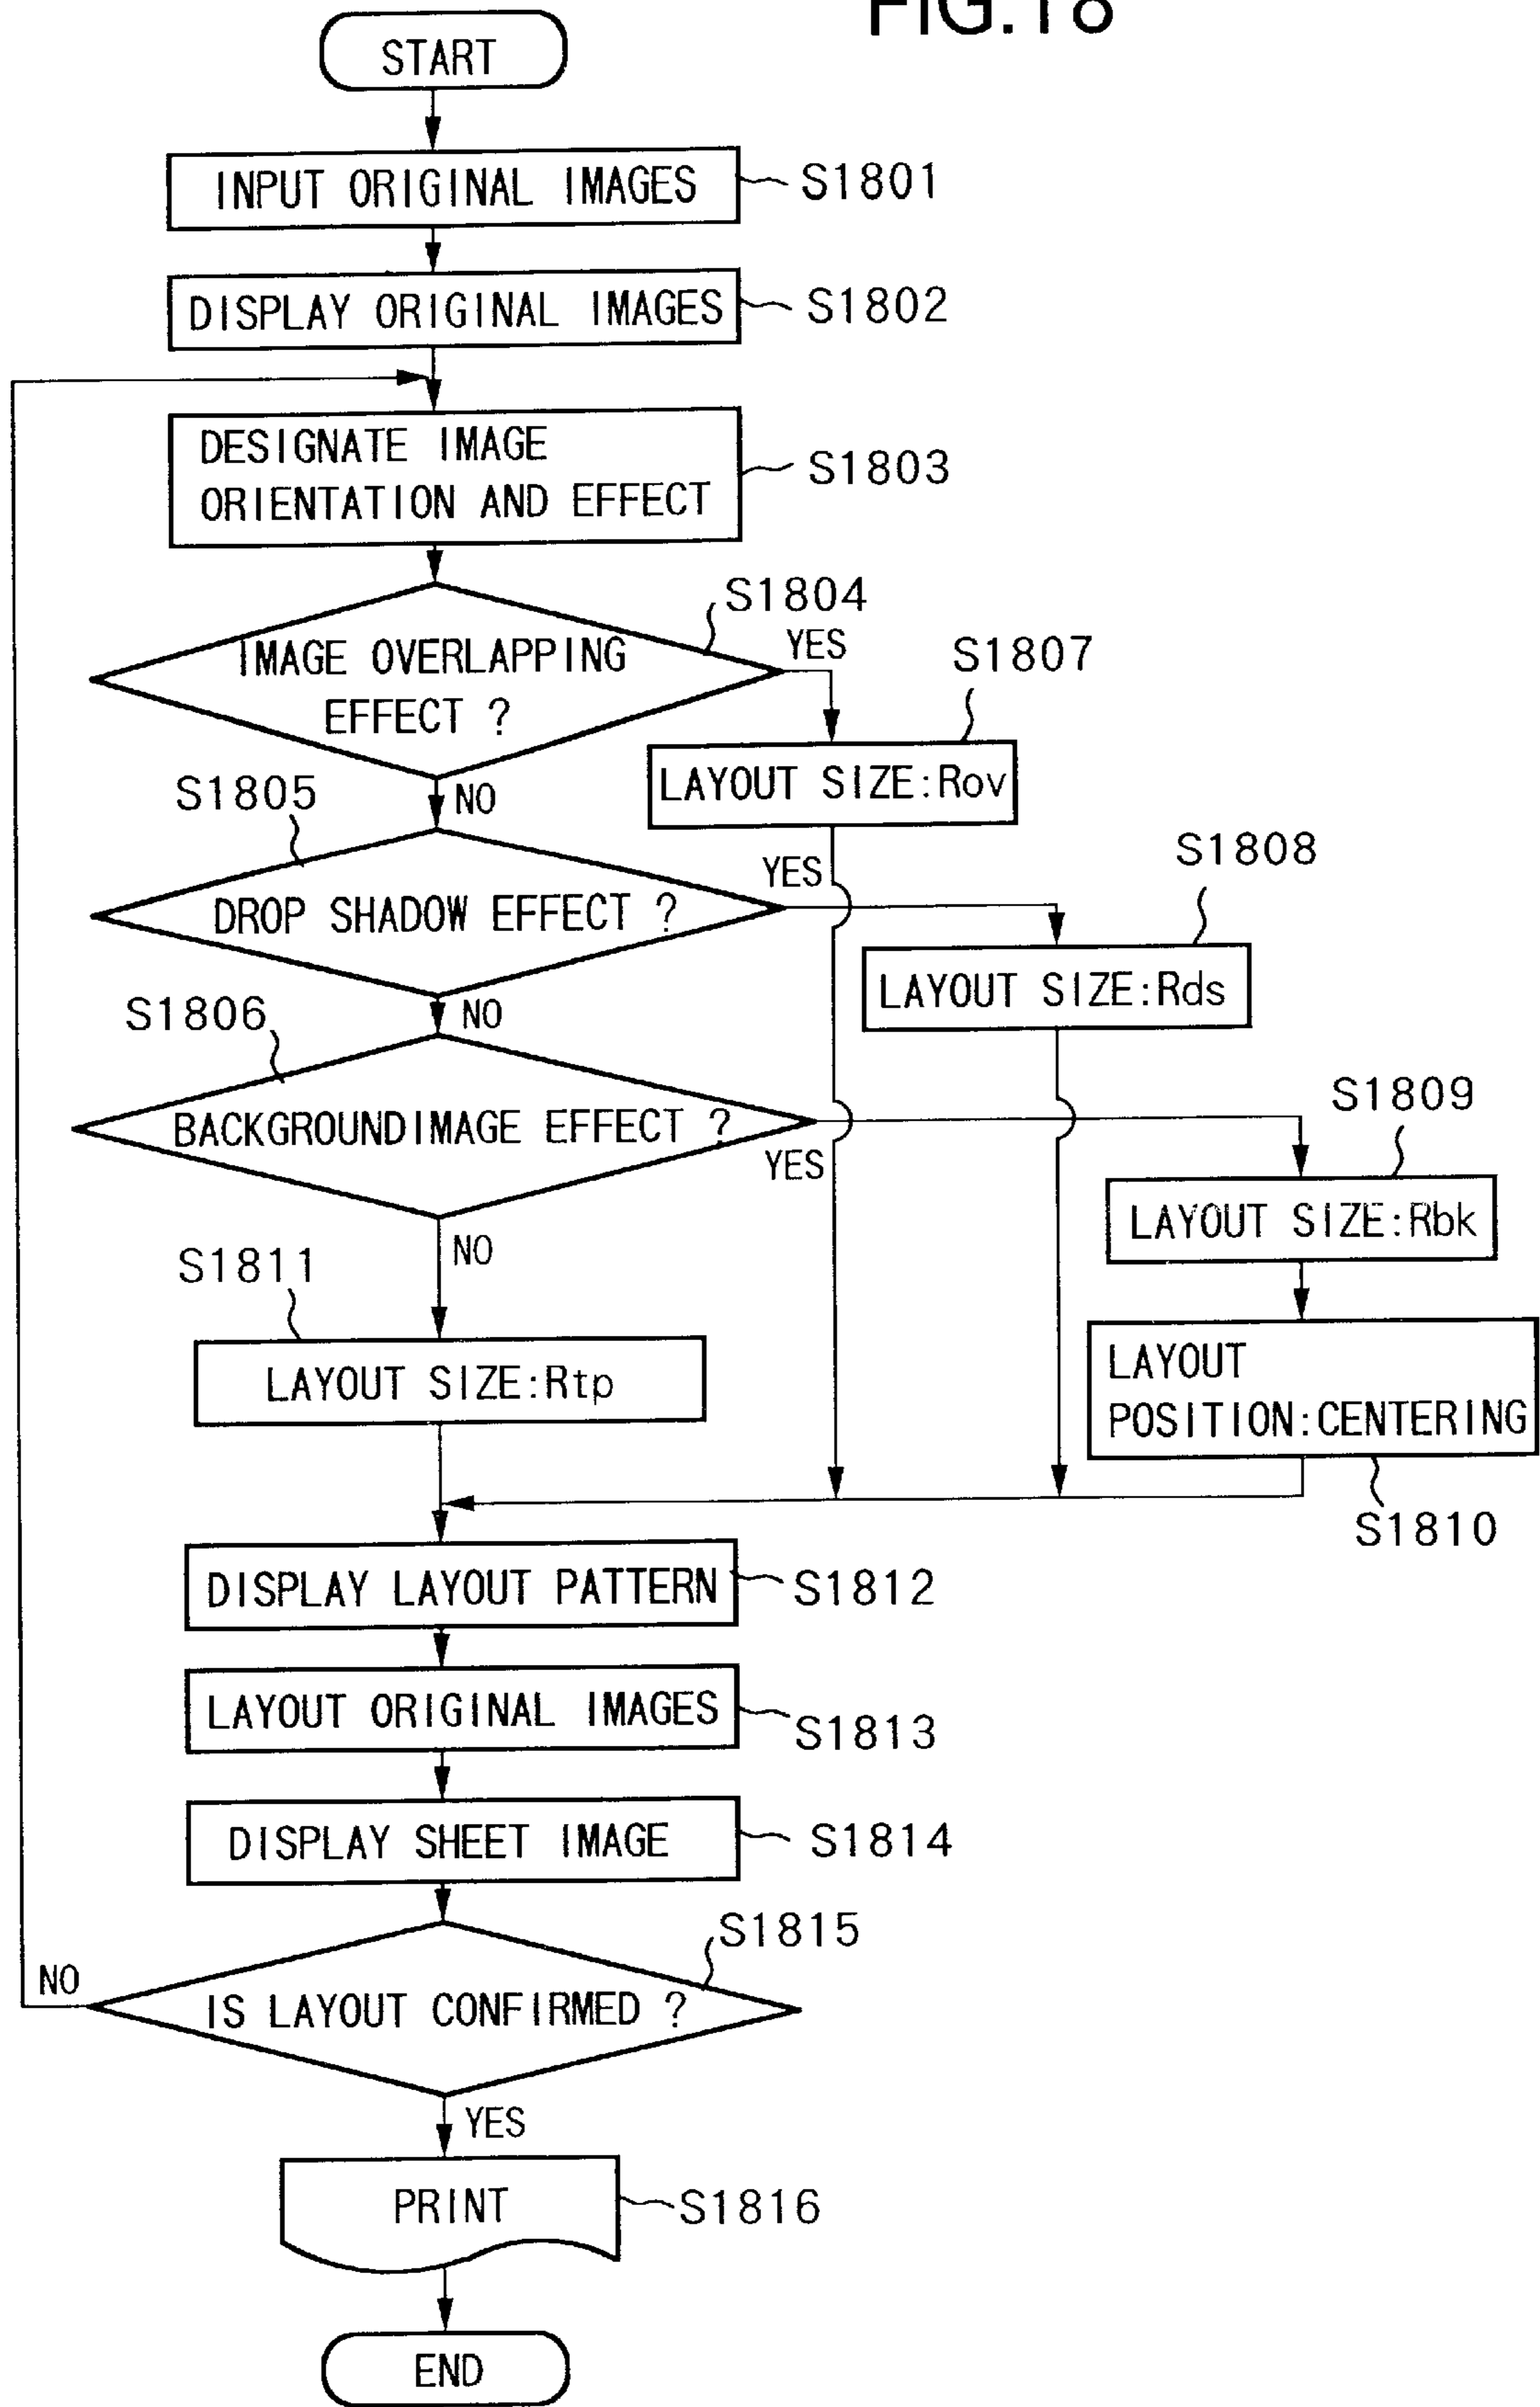 FIG.18
START
INPUT ORIGINAL IMAGES
S1801
DISPLAY ORIGINAL IMAGES
S1802
DESIGNATE IMAGE
ORIENTATION AND EFFECT
S1803
S1804
IMAGE OVERLAPPING
EFFECT ?
YES
S1807
LAYOUT SIZE:Rov
NO
S1805
DROP SHADOW EFFECT ?
YES
S1808
LAYOUT SIZE:Rds
NO
S1806
BACKGROUNDIMAGE EFFECT ?
YES
S1809
LAYOUT SIZE:Rbk
LAYOUT
POSITION:CENTERING
S1810
NO
S1811
LAYOUT SIZE:Rtp
DISPLAY LAYOUT PATTERN
S1812
LAYOUT ORIGINAL IMAGES
S1813
DISPLAY SHEET IMAGE
S1814
S1815
IS LAYOUT CONFIRMED ?
NO
YES
PRINT
S1816
END